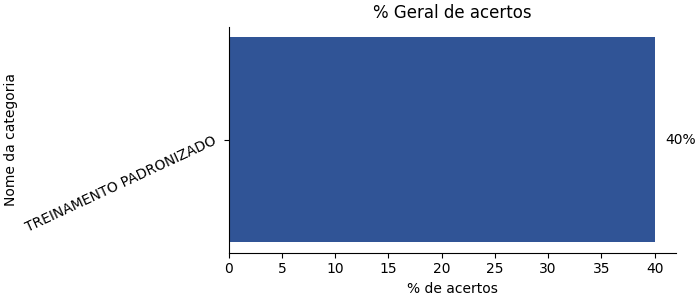 % Geral de acertos
Nome da categoria
TREINAMENTO PADRONIZADO
40%
0 5 10 15 20 25 30 35 40
% de acertos